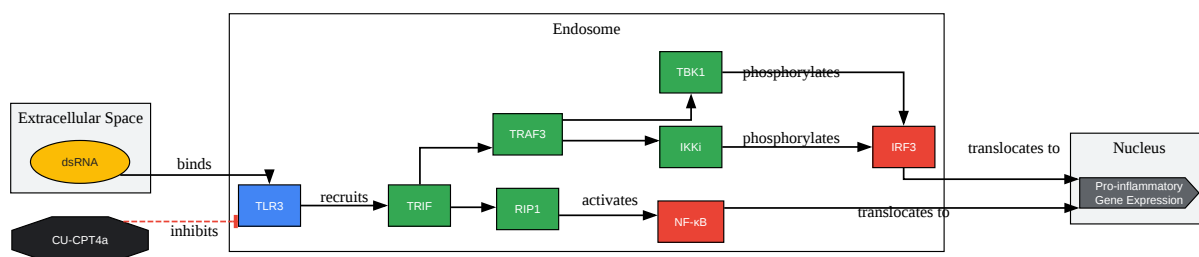 Endosome
TBK1
phosphorylates
Extracellular Space
dsRNA
binds
TRAF3
IKKi
phosphorylates
IRF3
translocates to
Nucleus
Pro-inflammatory
Gene Expression
TLR3
recruits
TRIF
RIP1
activates
NF-κB
translocates to
CU-CPT4a
inhibits